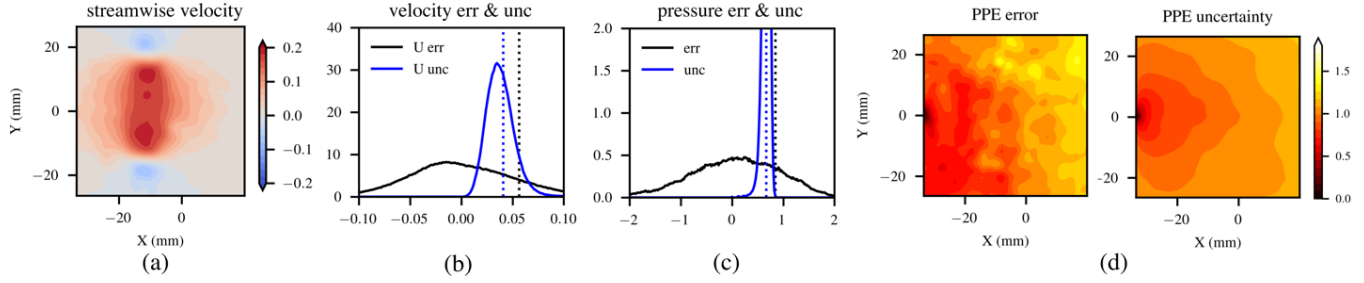 streamwise velocity
20
0
−20
Y (mm)
−20
0
X (mm)
0.2
0.1
0.0
−0.1
−0.2
(a)
velocity err & unc
U err
U unc
40
30
20
10
0
−0.10
−0.05
0.00
0.05
0.10
(b)
pressure err & unc
err
unc
2.0
1.5
1.0
0.5
0.0
−2
−1
0
1
2
(c)
PPE error
20
0
−20
Y (mm)
−20
0
X (mm)
PPE uncertainty
20
0
-20
−20
0
X (mm)
1.5
1.0
0.5
0.0
(d)